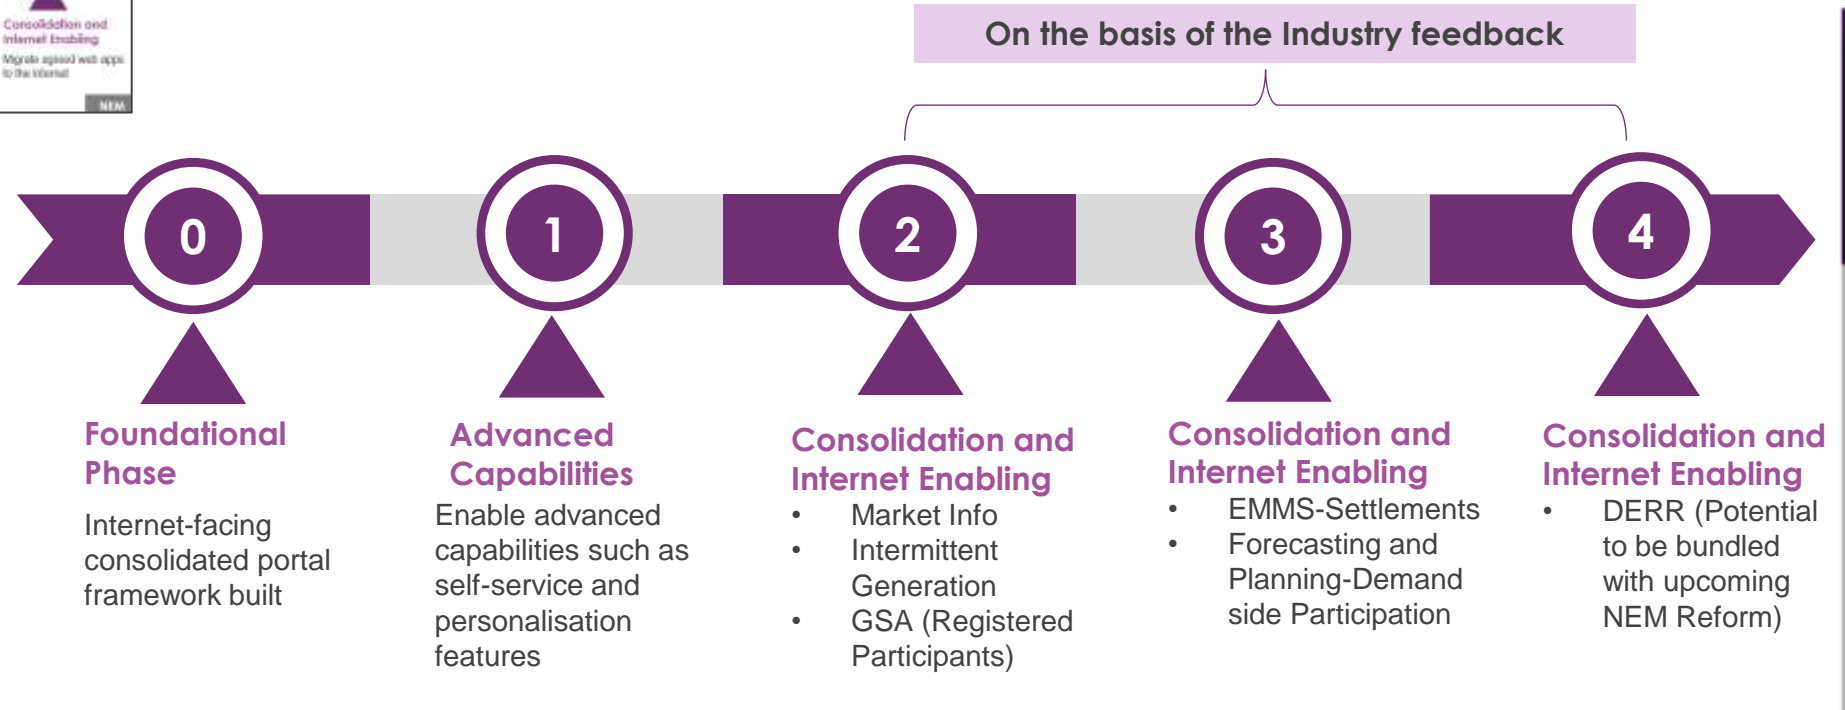 Consolidation and
Internet Enabling
Migrate agreed web apps
to the internet
NEM
On the basis of the Industry feedback
0
1
2
3
4
Foundational
Phase
Internet-facing
consolidated portal
framework built
Advanced
Capabilities
Enable advanced
capabilities such as
self-service and
personalisation
features
Consolidation and
Internet Enabling
• Market Info
• Intermittent
Generation
• GSA (Registered
Participants)
Consolidation and
Internet Enabling
• EMMS-Settlements
• Forecasting and
Planning-Demand
side Participation
Consolidation and
Internet Enabling
• DERR (Potential
to be bundled
with upcoming
NEM Reform)